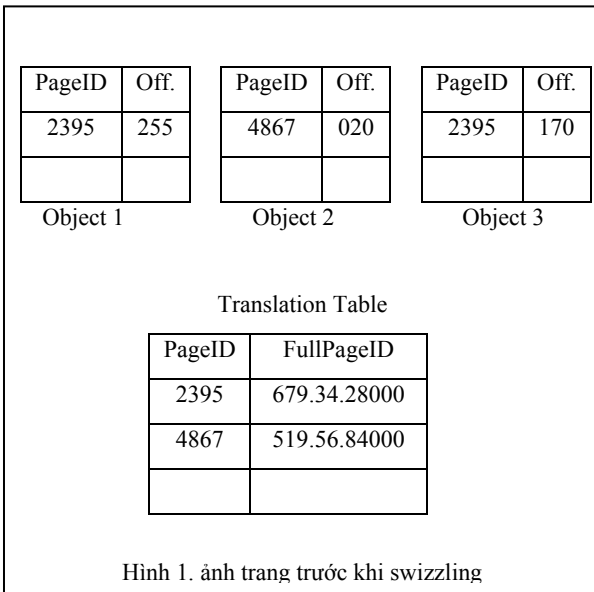 PageID Off. PageID Off. PageID Off.
2395 255 4867 020 2395 170
Object 1 Object 2 Object 3
Translation Table
PageID FullPageID
2395 679.34.28000
4867 519.56.84000
Hình 1. ảnh trang trước khi swizzling